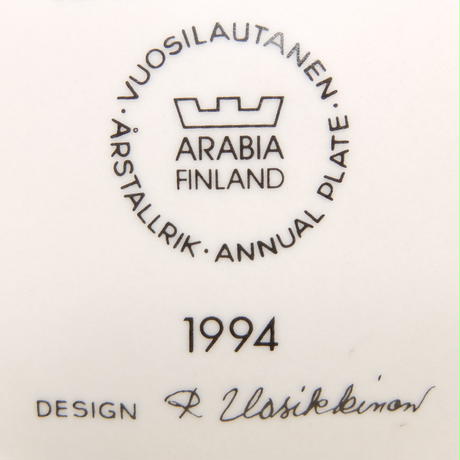 VUOSILAUTANEN · ANNUAL PLATE · ÅRSTALLRIK ·
ARABIA
FINLAND
1994
DESIGN R Uosikkinen